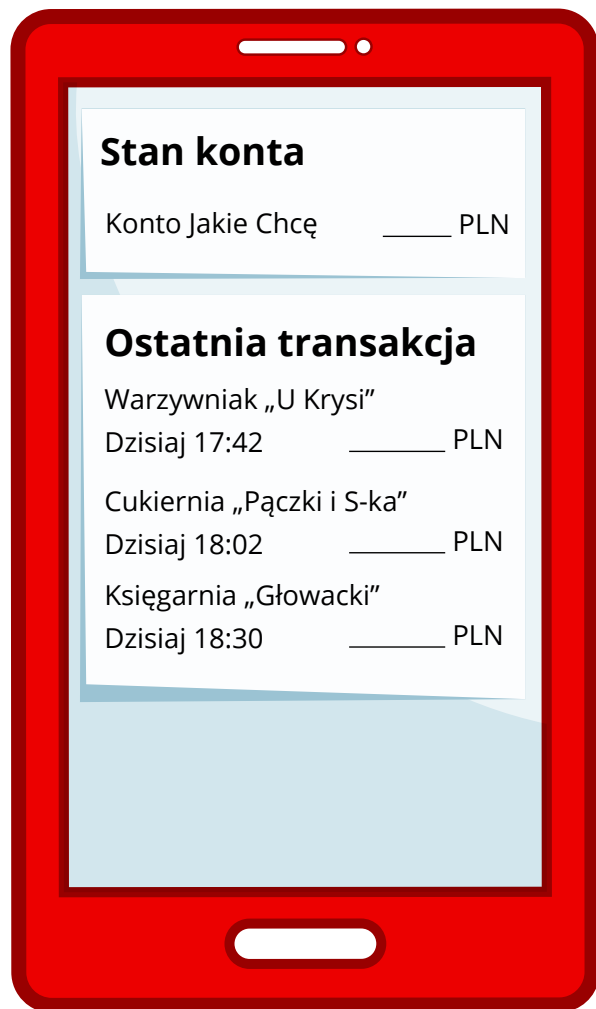 Stan konta
Konto Jakie Chcę ______ PLN
Ostatnia transakcja
Warzywniak „U Krysi”
Dzisiaj 17:42 ________ PLN
Cukiernia „Pączki i S-ka”
Dzisiaj 18:02 ________ PLN
Księgarnia „Głowacki”
Dzisiaj 18:30 ________ PLN